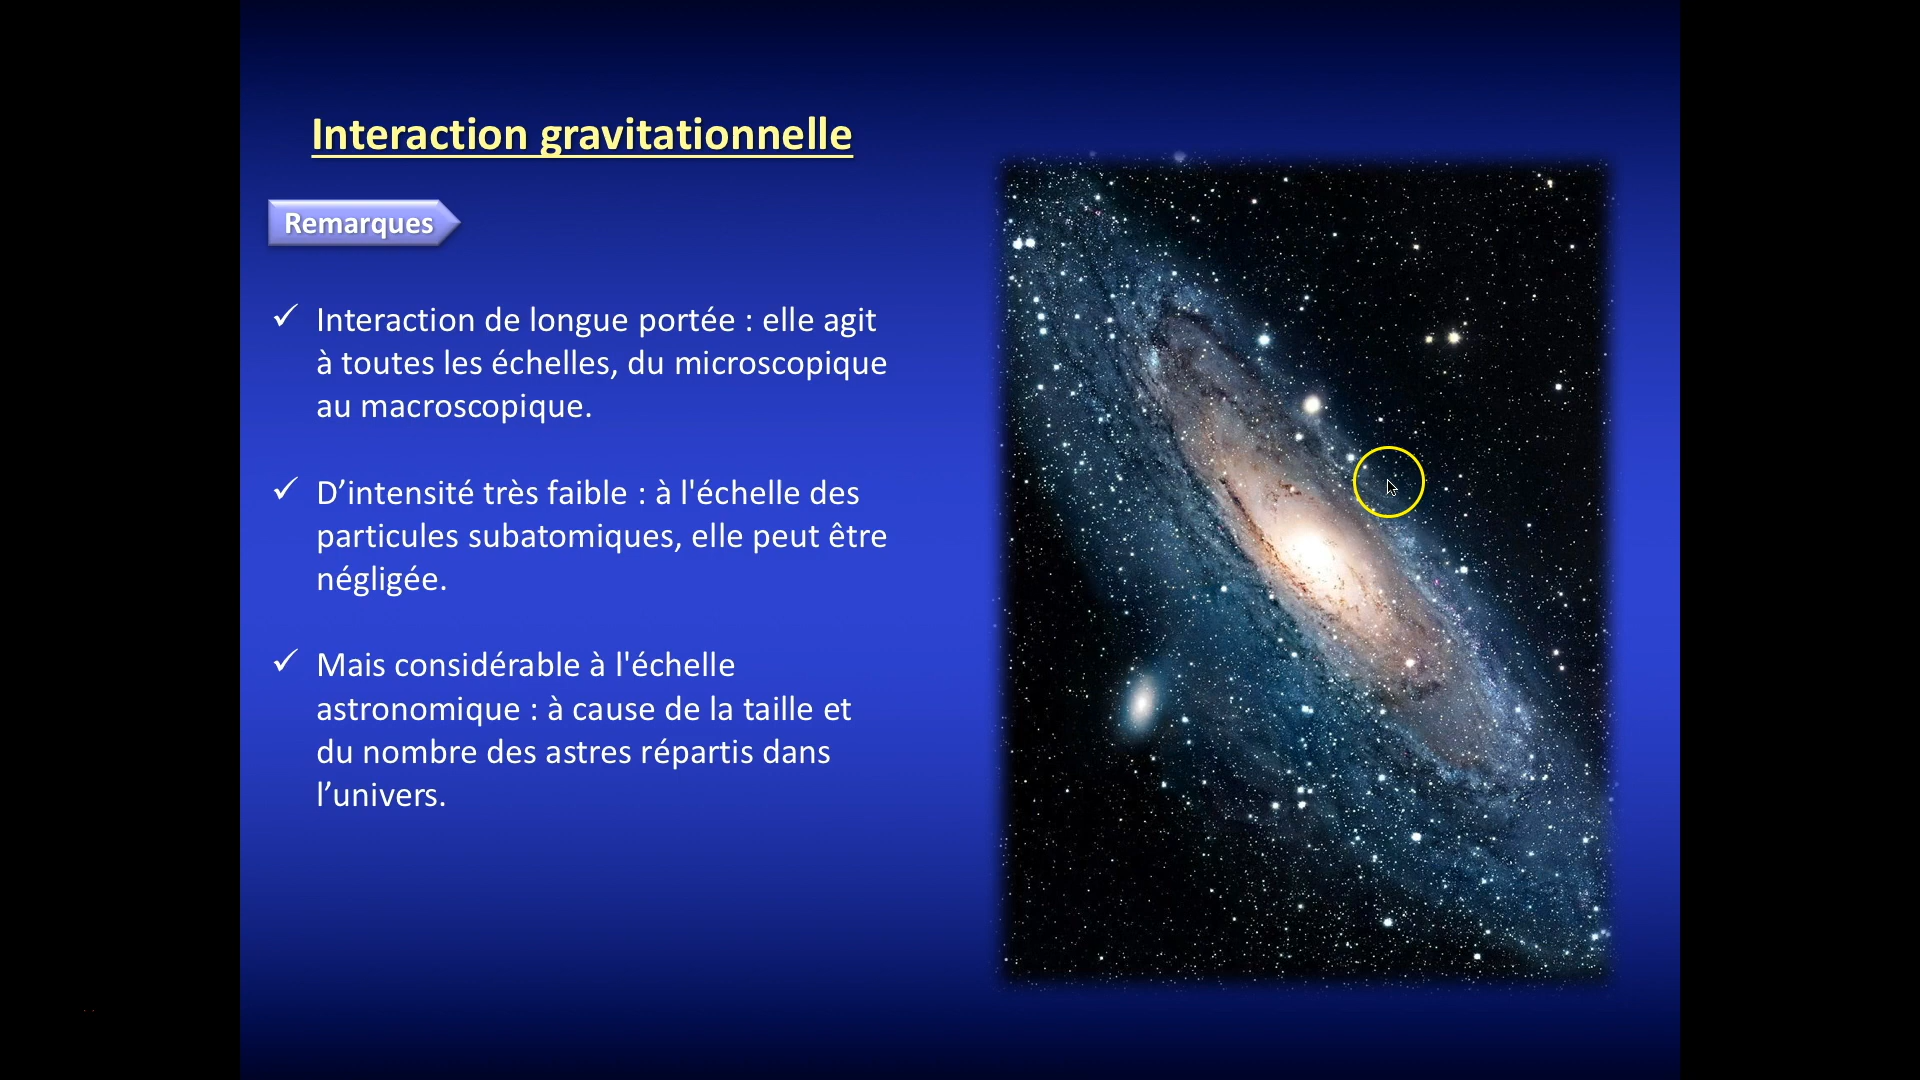 Interaction gravitationnelle
Remarques
✓ Interaction de longue portée : elle agit
à toutes les échelles, du microscopique
au macroscopique.
✓ D’intensité très faible : à l'échelle des
particules subatomiques, elle peut être
négligée.
✓ Mais considérable à l'échelle
astronomique : à cause de la taille et
du nombre des astres répartis dans
l’univers.